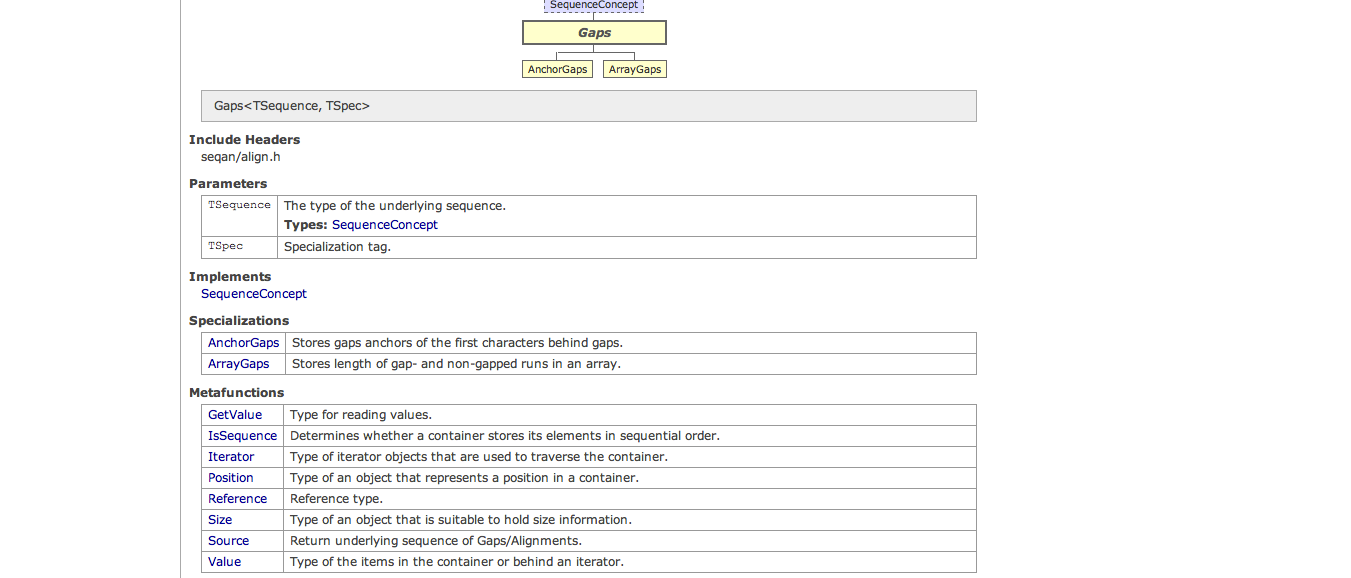 SequenceConcept
Gaps
AnchorGaps ArrayGaps
Gaps<TSequence, TSpec>
Include Headers
seqan/align.h
Parameters
TSequence The type of the underlying sequence.
Types: SequenceConcept
TSpec Specialization tag.
Implements
SequenceConcept
Specializations
AnchorGaps Stores gaps anchors of the first characters behind gaps.
ArrayGaps Stores length of gap- and non-gapped runs in an array.
Metafunctions
GetValue Type for reading values.
IsSequence Determines whether a container stores its elements in sequential order.
Iterator Type of iterator objects that are used to traverse the container.
Position Type of an object that represents a position in a container.
Reference Reference type.
Size Type of an object that is suitable to hold size information.
Source Return underlying sequence of Gaps/Alignments.
Value Type of the items in the container or behind an iterator.